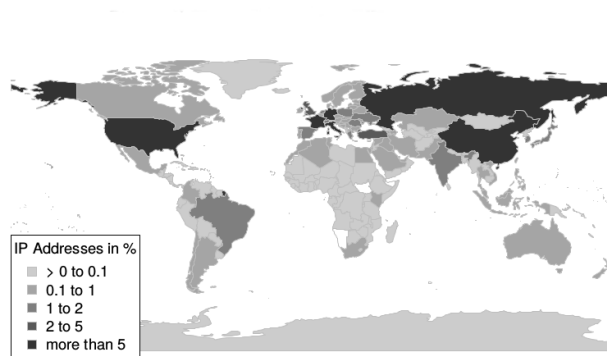 IP Addresses in %
> 0 to 0.1
0.1 to 1
1 to 2
2 to 5
more than 5